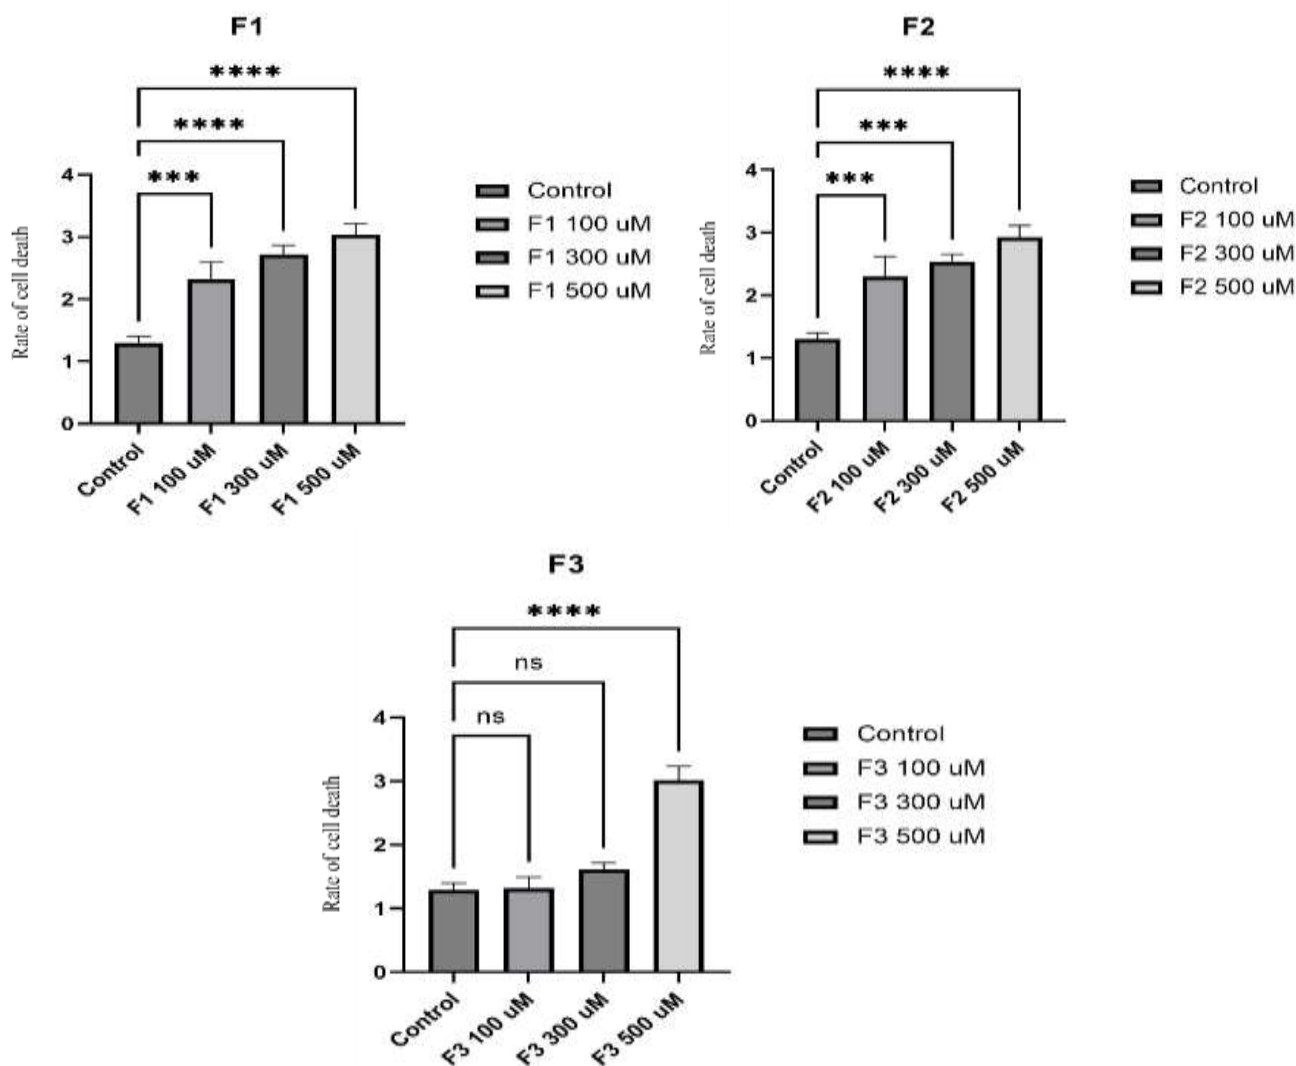 F1
****
****
***
4
3
2
1
0
Rate of cell death
Control
F1 100 uM
F1 300 uM
F1 500 uM
Control
F1 100 uM
F1 300 uM
F1 500 uM
F2
****
***
***
4
3
2
1
0
Rate of cell death
Control
F2 100 uM
F2 300 uM
F2 500 uM
Control
F2 100 uM
F2 300 uM
F2 500 uM
F3
****
ns
ns
4
3
2
1
0
Rate of cell death
Control
F3 100 uM
F3 300 uM
F3 500 uM
Control
F3 100 uM
F3 300 uM
F3 500 uM